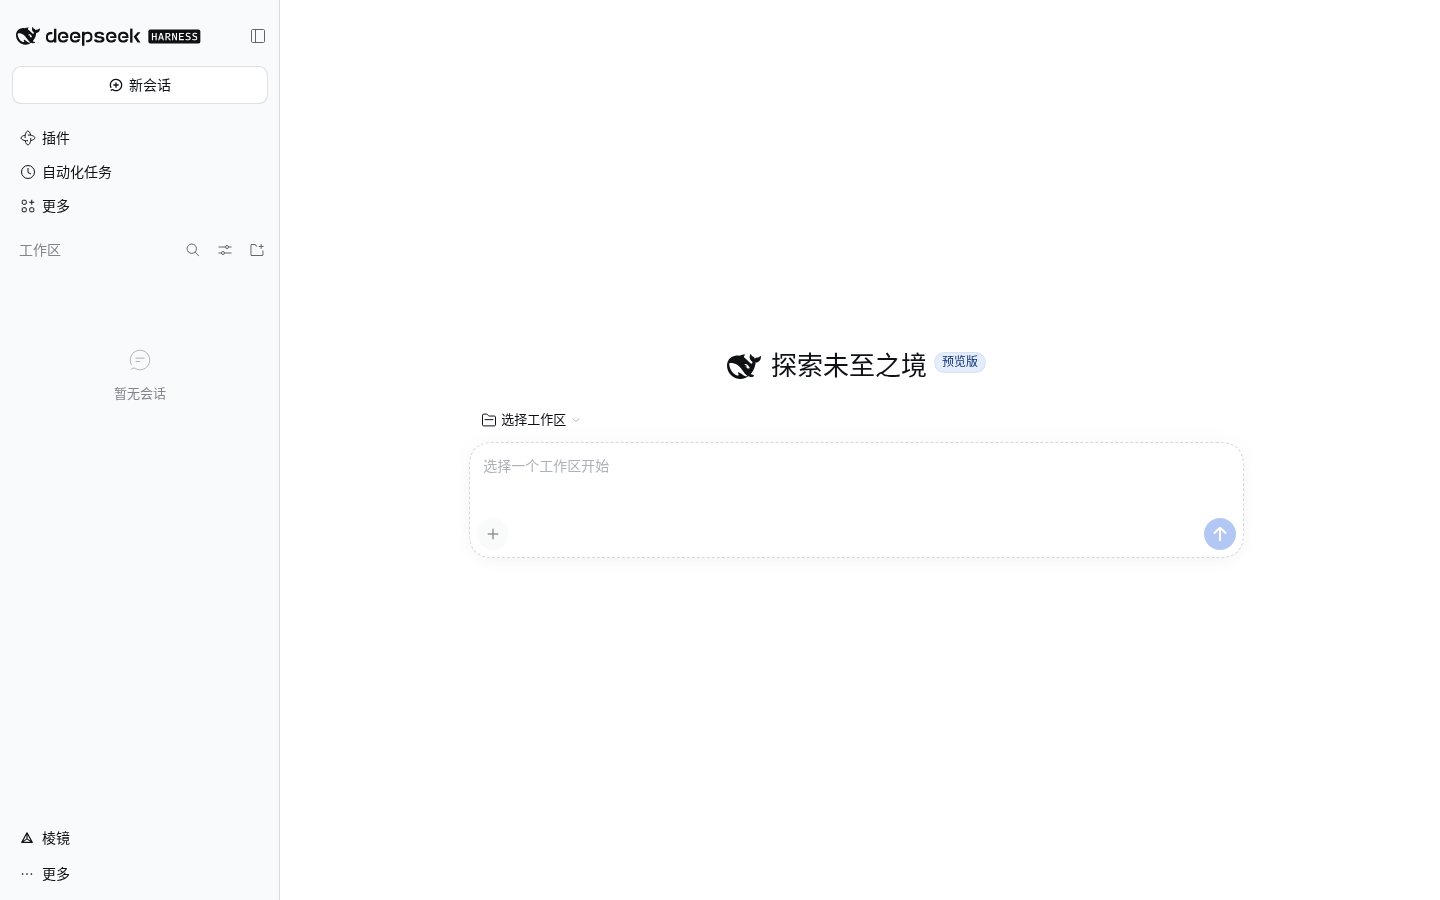 deepseek HARNESS
新会话
插件
自动化任务
更多
工作区
暂无会话
棱镜
更多
探索未至之境 预览版
选择工作区
选择一个工作区开始